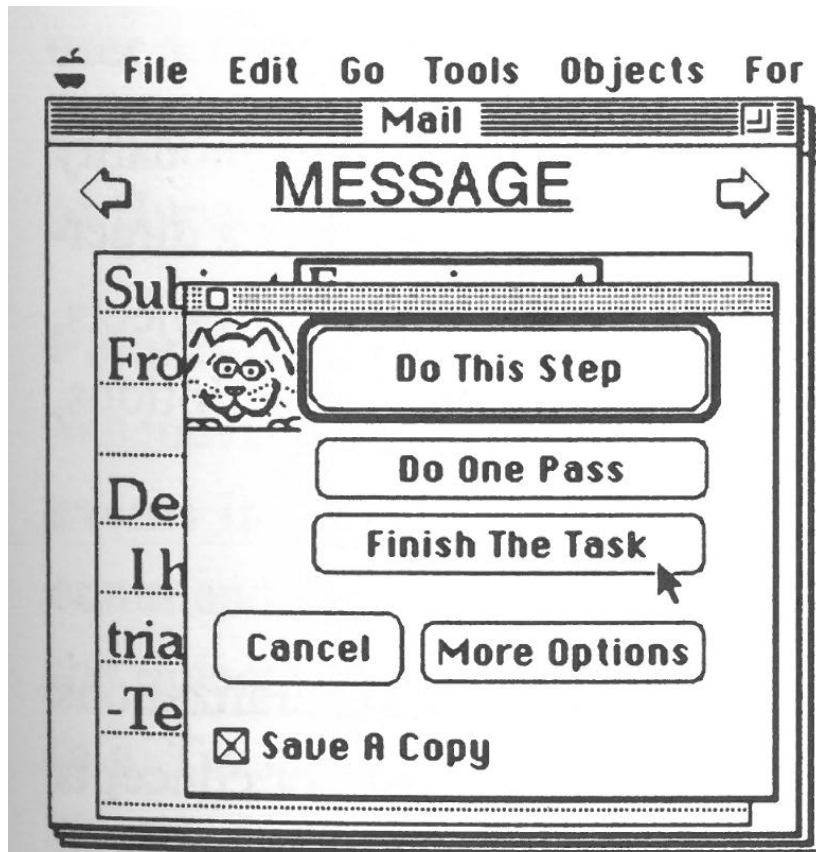 File Edit Go Tools Objects For
Mail
MESSAGE
Sub
Fro
Do This Step
Do One Pass
De
Finish The Task
I h
tria
Cancel
More Options
-Te
Save A Copy